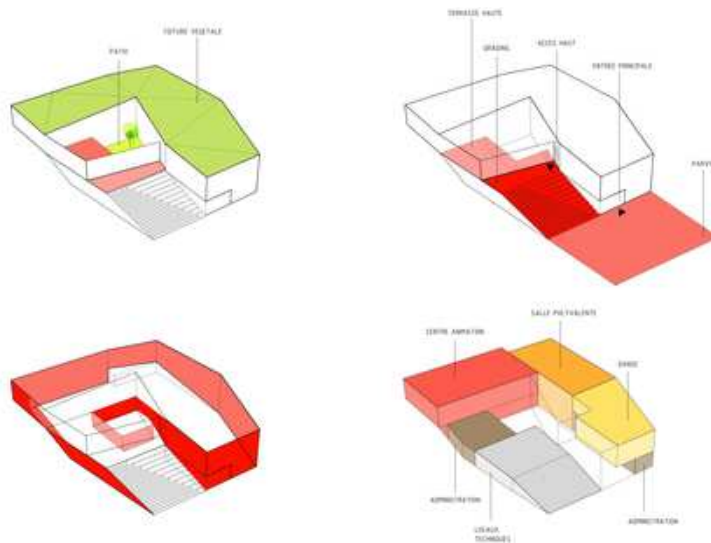 TOITURE VEGETALE
PATIO
TERRASSE HAUTE
GRADINS
ACCES HAUT
ENTREE PRINCIPALE
PARVIS
SALLE POLYVALENTE
CENTRE ANIMATION
DANSE
ADMINISTRATION
LOCAUX
TECHNIQUES
ADMINISTRATION